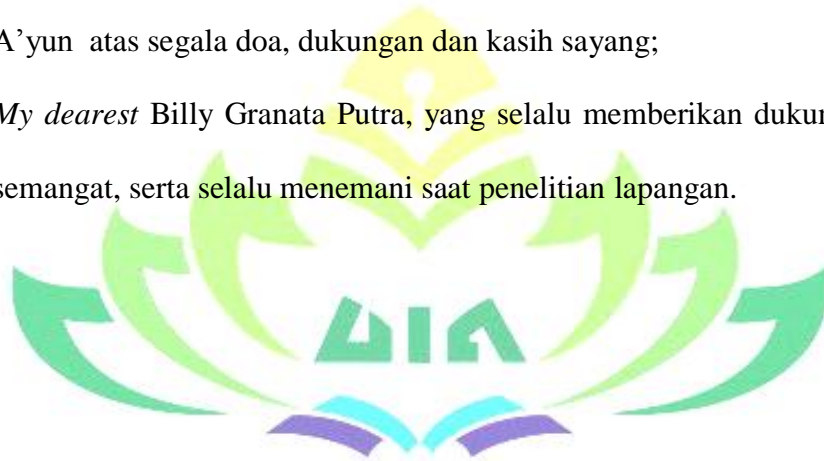 A’yun atas segala doa, dukungan dan kasih sayang;
My dearest Billy Granata Putra, yang selalu memberikan
semangat, serta selalu menemani saat penelitian lapangan.
UIN